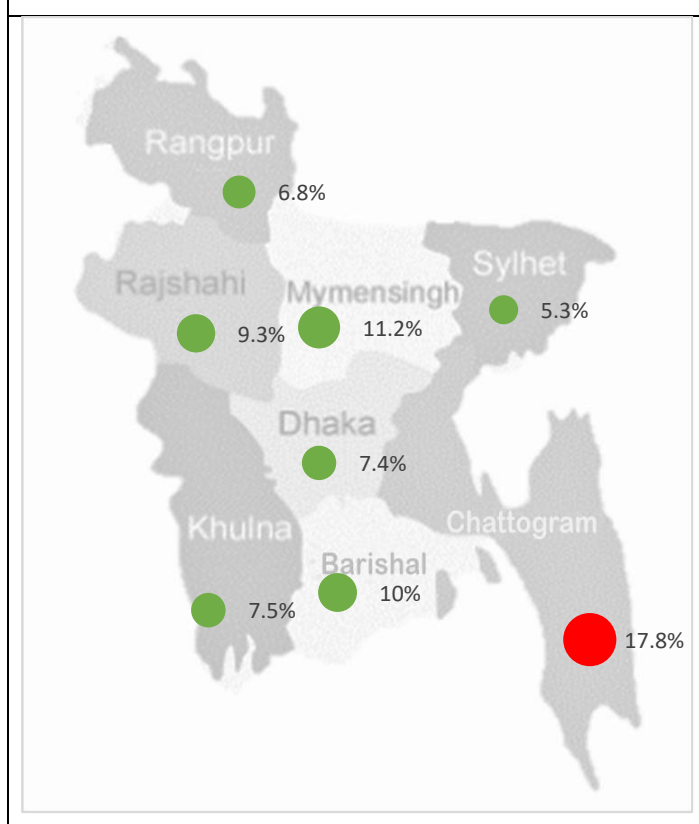 Rangpur
6.8%
Sylhet
5.3%
Rajshahi
9.3%
Mymensingh
11.2%
Dhaka
7.4%
Chattogram
17.8%
Khulna
7.5%
Barishal
10%